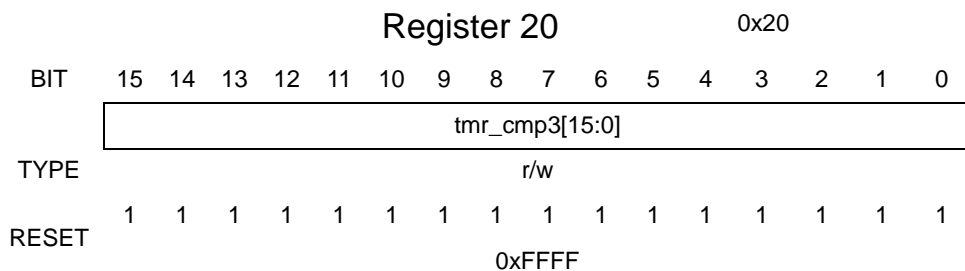 Register 20 0x20
BIT 15 14 13 12 11 10 9 8 7 6 5 4 3 2 1 0
tmr_cmp3[15:0]
TYPE r/w
1 1 1 1 1 1 1 1 1 1 1 1 1 1 1 1
RESET
0xFFFF